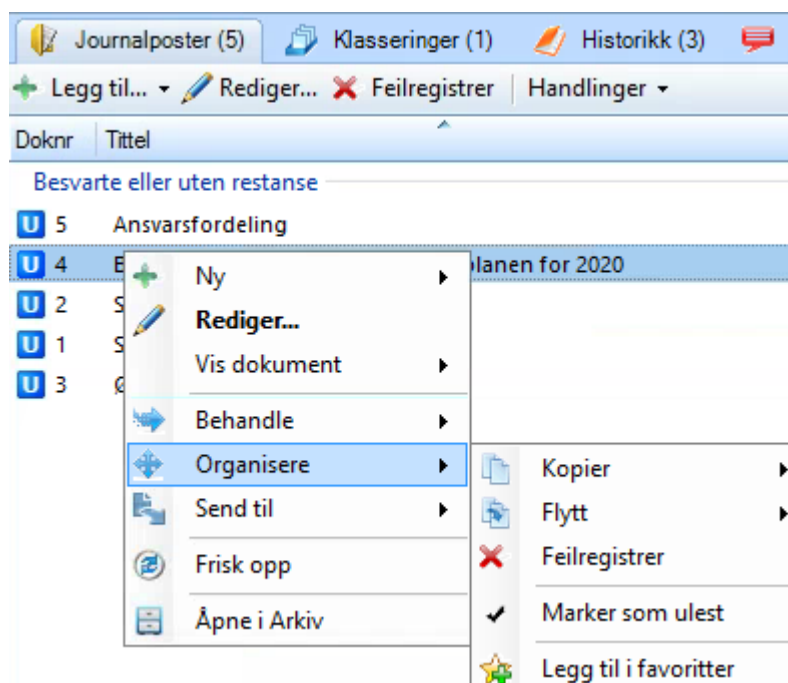 Journalposter (5) Klasseringer (1) Historikk (3)
Legg til... Rediger... Feilregistrer Handlinger
Doknr Tittel
Besvarte eller uten restanse
U 5 Ansvarsfordeling
U 4 for 2020
U 2 S
U 1 S
U 3 Ø
Ny
Rediger...
Vis dokument
Behandle
Organisere
Send til
Frisk opp
Åpne i Arkiv
Kopier
Flytt
Feilregistrer
Marker som ulest
Legg til i favoritter